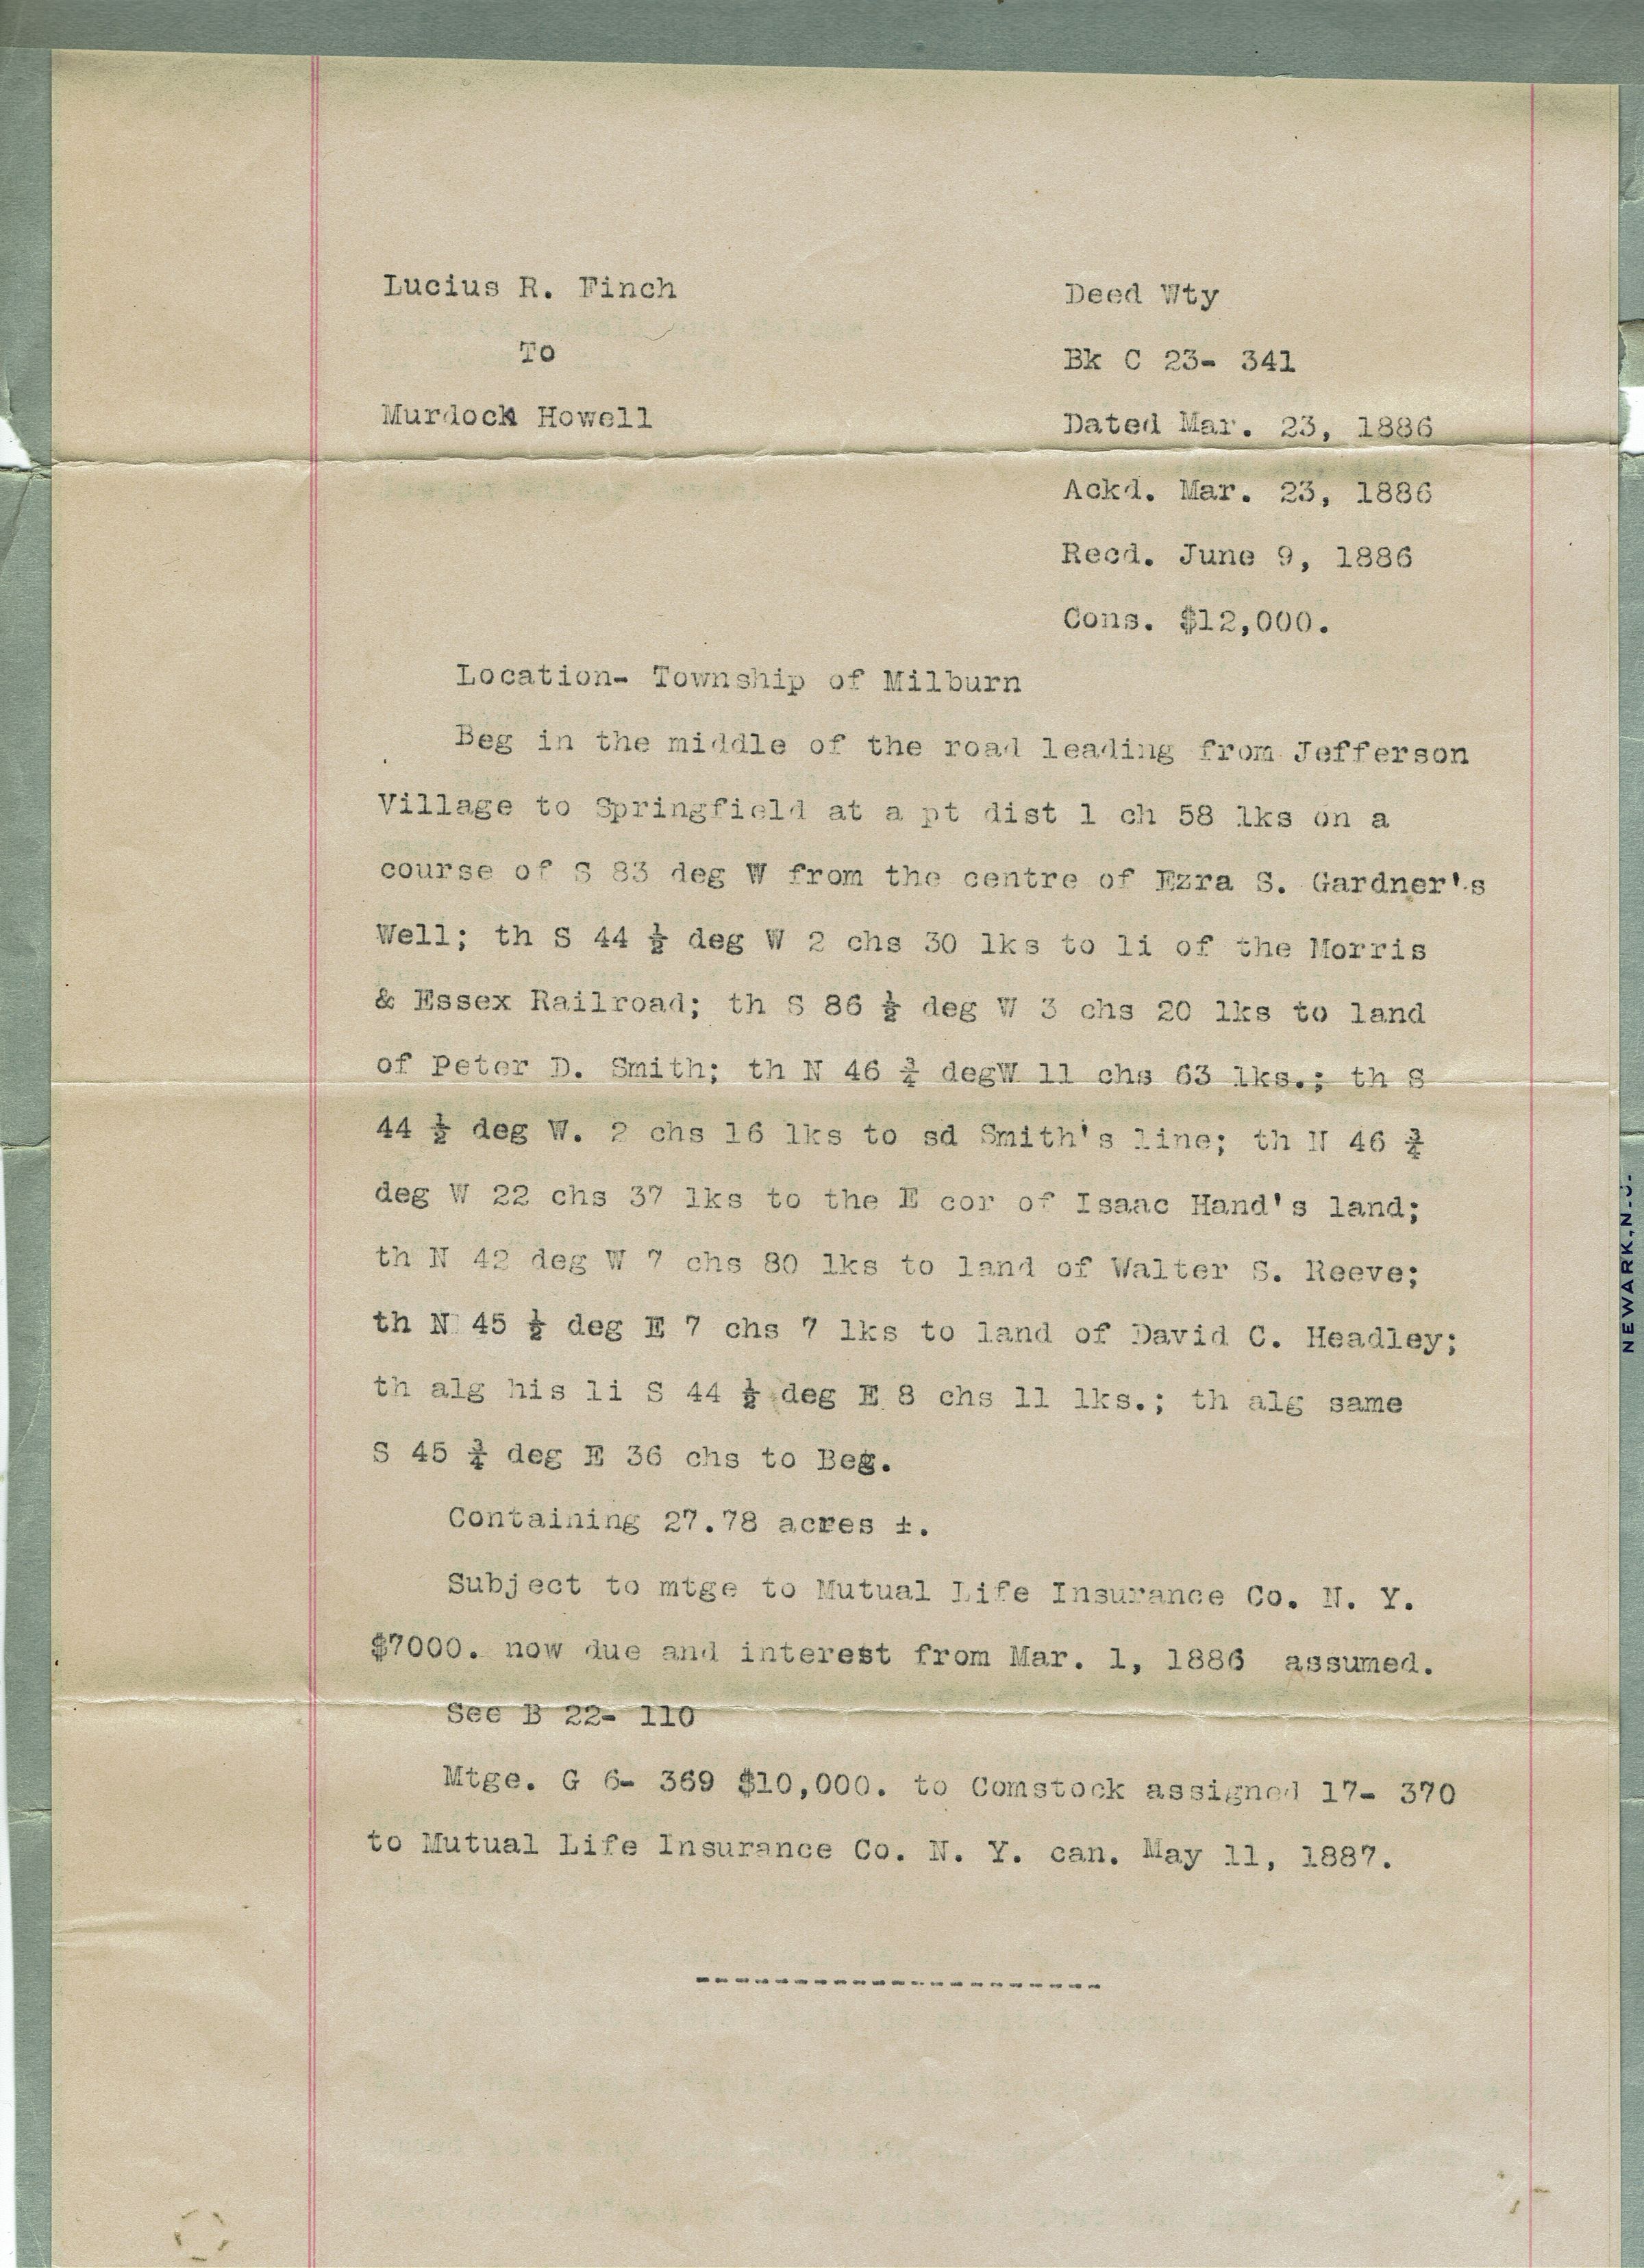 Lucius R. Finch
To
Murdock Howell
Deed Wty
Bk C 23- 341
Dated Mar. 23, 1886
Ackd. Mar. 23, 1886
Recd. June 9, 1886
Cons. $12,000.
Location- Township of Milburn
Beg in the middle of the road leading from Jefferson
Village to Springfield at a pt dist 1 ch 58 lks on a
course of S 83 deg W from the centre of Ezra S. Gardner's
Well; th S 44 ½ deg W 2 chs 30 lks to li of the Morris
& Essex Railroad; th S 86 ½ deg W 3 chs 20 lks to land
of Peter D. Smith; th N 46 ¾ degW 11 chs 63 lks.; th S
44 ½ deg W. 2 chs 16 lks to sd Smith's line; th N 46 ¾
deg W 22 chs 37 lks to the E cor of Isaac Hand's land;
th N 42 deg W 7 chs 80 lks to land of Walter S. Reeve;
th N 45 ½ deg E 7 chs 7 lks to land of David C. Headley;
th alg his li S 44 ½ deg E 8 chs 11 lks.; th alg same
S 45 ¾ deg E 36 chs to Beg.
Containing 27.78 acres ±.
Subject to mtge to Mutual Life Insurance Co. N. Y.
$7000. now due and interest from Mar. 1, 1886 assumed.
See B 22- 110
Mtge. G 6- 369 $10,000. to Comstock assigned 17- 370
to Mutual Life Insurance Co. N. Y. can. May 11, 1887.
---------------------
NEWARK, N.J.